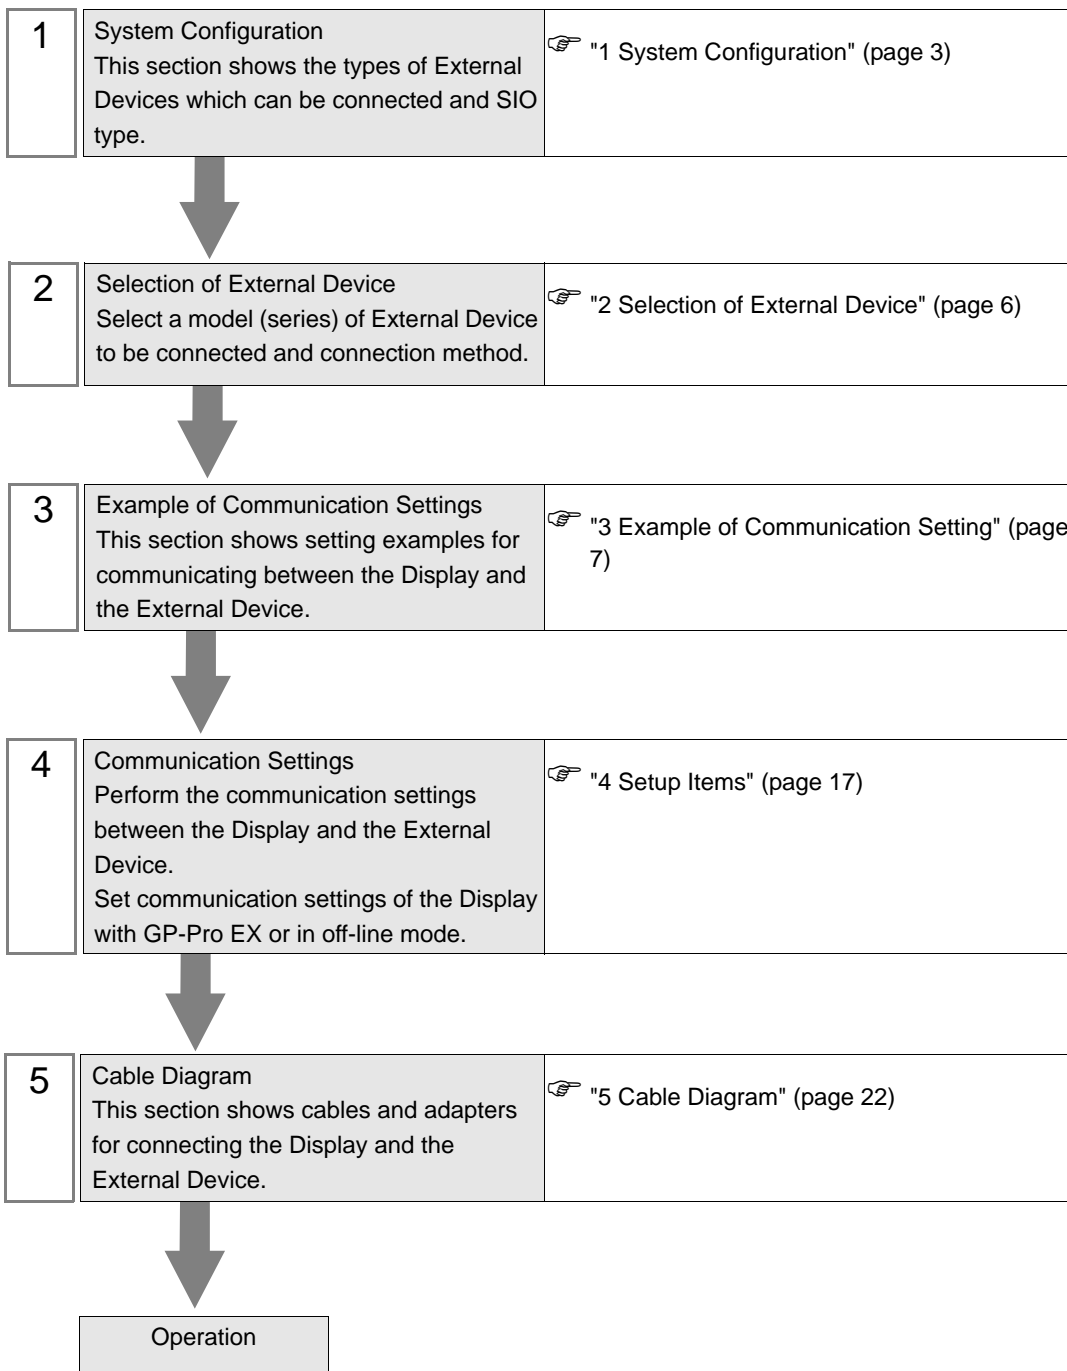 1
System Configuration
This section shows the types of External
Devices which can be connected and SIO
type.
"1 System Configuration" (page 3)
2
Selection of External Device
Select a model (series) of External Device
to be connected and connection method.
"2 Selection of External Device" (page 6)
3
Example of Communication Settings
This section shows setting examples for
communicating between the Display and
the External Device.
"3 Example of Communication Setting" (page
7)
4
Communication Settings
Perform the communication settings
between the Display and the External
Device.
Set communication settings of the Display
with GP-Pro EX or in off-line mode.
"4 Setup Items" (page 17)
5
Cable Diagram
This section shows cables and adapters
for connecting the Display and the
External Device.
"5 Cable Diagram" (page 22)
Operation